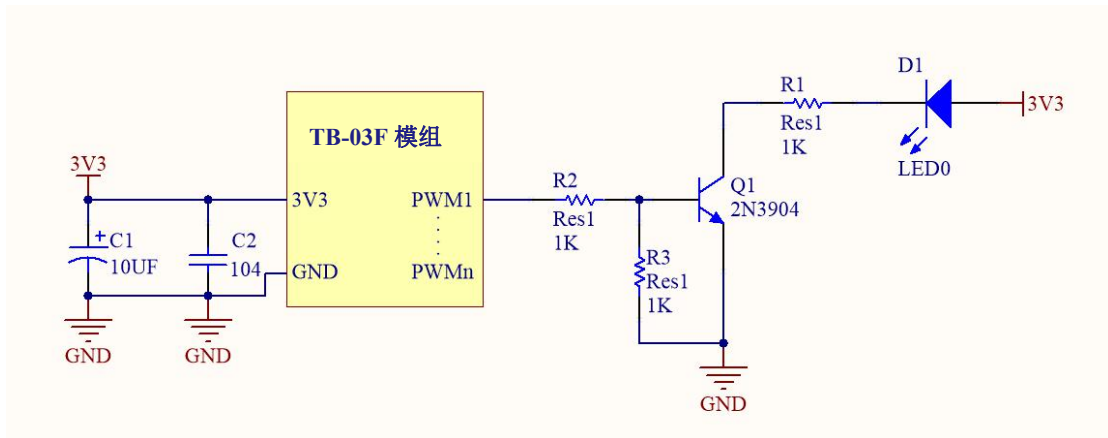 TB-03F 模组
3V3
3V3
PWM1
GND
PWMn
C1
10UF
C2
104
GND
GND
R2
Res1
1K
R3
Res1
1K
Q1
2N3904
GND
R1
Res1
1K
D1
LED0
3V3